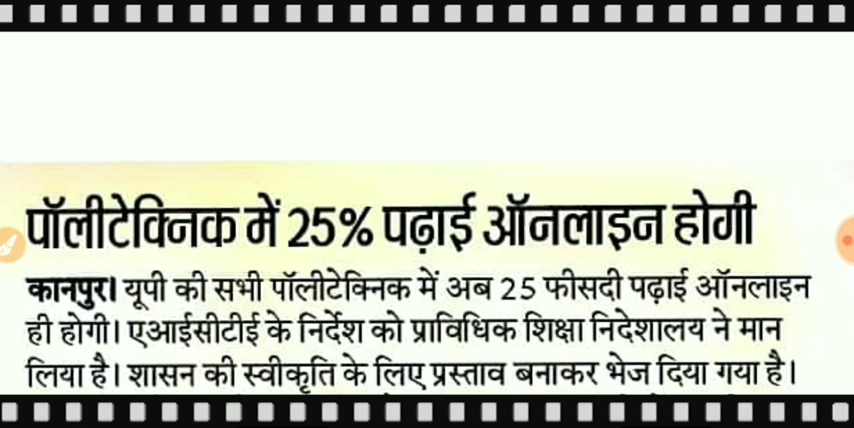 पॉलीटेक्निक में 25% पढ़ाई ऑनलाइन होगी
कानपुर। यूपी की सभी पॉलीटेक्निक में अब 25 फीसदी पढ़ाई ऑनलाइन
ही होगी। एआईसीटीई के निर्देश को प्राविधिक शिक्षा निदेशालय ने मान
लिया है। शासन की स्वीकृति के लिए प्रस्ताव बनाकर भेज दिया गया है।